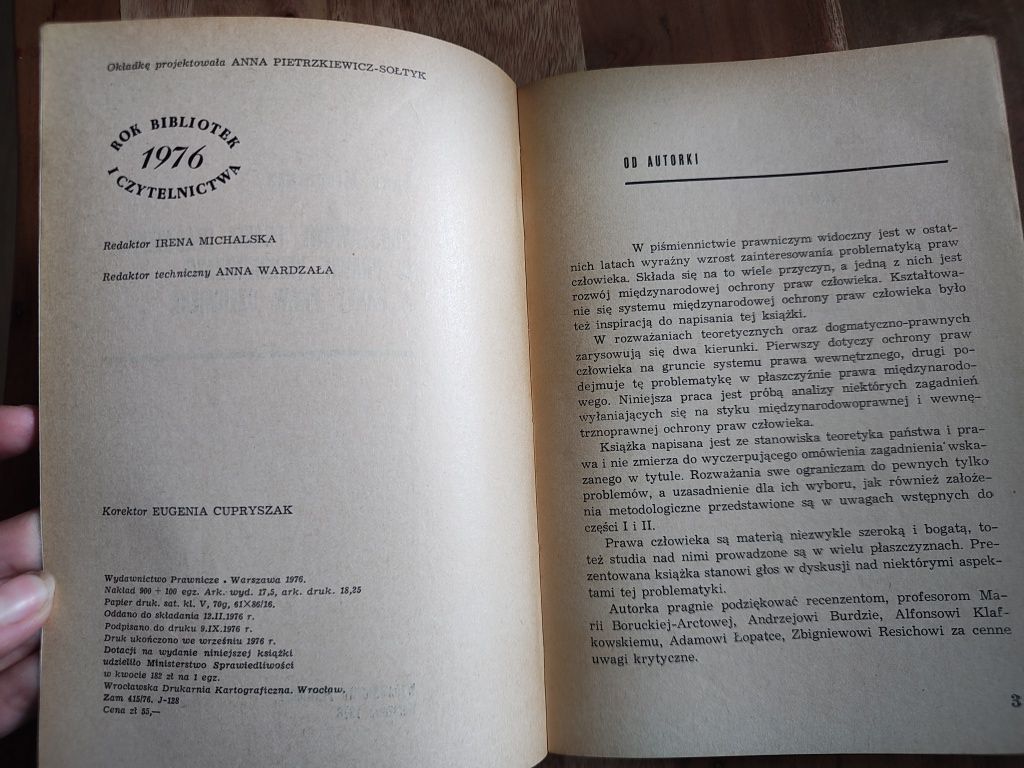 Okładkę projektowała ANNA PIETRZKIEWICZ-SOŁTYK
ROK BIBLIOTEK
1976
I CZYTELNICTWA
Redaktor IRENA MICHALSKA
Redaktor techniczny ANNA WARDZAŁA
Korektor EUGENIA CUPRYSZAK
Wydawnictwo Prawnicze • Warszawa 1976.
Nakład 900 + 100 egz. Ark. wyd. 17,5, ark. druk. 18,25
Papier druk. sat. kl. V, 70g, 61×86/16.
Oddano do składania 12.II.1976 r.
Podpisano do druku 9.IX.1976 r.
Druk ukończono we wrześniu 1976 r.
Dotacji na wydanie niniejszej książki
udzieliło Ministerstwo Sprawiedliwości
w kwocie 182 zł na 1 egz.
Wrocławska Drukarnia Kartograficzna. Wrocław.
Zam 415/76. J-128
Cena zł 55,—
OD AUTORKI
W piśmiennictwie prawniczym widoczny jest w ostat-
nich latach wyraźny wzrost zainteresowania problematyką praw
człowieka. Składa się na to wiele przyczyn, a jedną z nich jest
rozwój międzynarodowej ochrony praw człowieka. Kształtowa-
nie się systemu międzynarodowej ochrony praw człowieka było
też inspiracją do napisania tej książki.
W rozważaniach teoretycznych oraz dogmatyczno-prawnych
zarysowują się dwa kierunki. Pierwszy dotyczy ochrony praw
człowieka na gruncie systemu prawa wewnętrznego, drugi po-
dejmuje tę problematykę w płaszczyźnie prawa międzynarodo-
wego. Niniejsza praca jest próbą analizy niektórych zagadnień
wyłaniających się na styku międzynarodowoprawnej i wewnę-
trznoprawnej ochrony praw człowieka.
Książka napisana jest ze stanowiska teoretyka państwa i pra-
wa i nie zmierza do wyczerpującego omówienia zagadnienia wska-
zanego w tytule. Rozważania swe ograniczam do pewnych tylko
problemów, a uzasadnienie dla ich wyboru, jak również założe-
nia metodologiczne przedstawione są w uwagach wstępnych do
części I i II.
Prawa człowieka są materią niezwykle szeroką i bogatą, to-
też studia nad nimi prowadzone są w wielu płaszczyznach. Pre-
zentowana książka stanowi głos w dyskusji nad niektórymi aspek-
tami tej problematyki.
Autorka pragnie podziękować recenzentom, profesorom Ma-
rii Boruckiej-Arctowej, Andrzejowi Burdzie, Alfonsowi Klaf-
kowskiemu, Adamowi Łopatce, Zbigniewowi Resichowi za cenne
uwagi krytyczne.
3